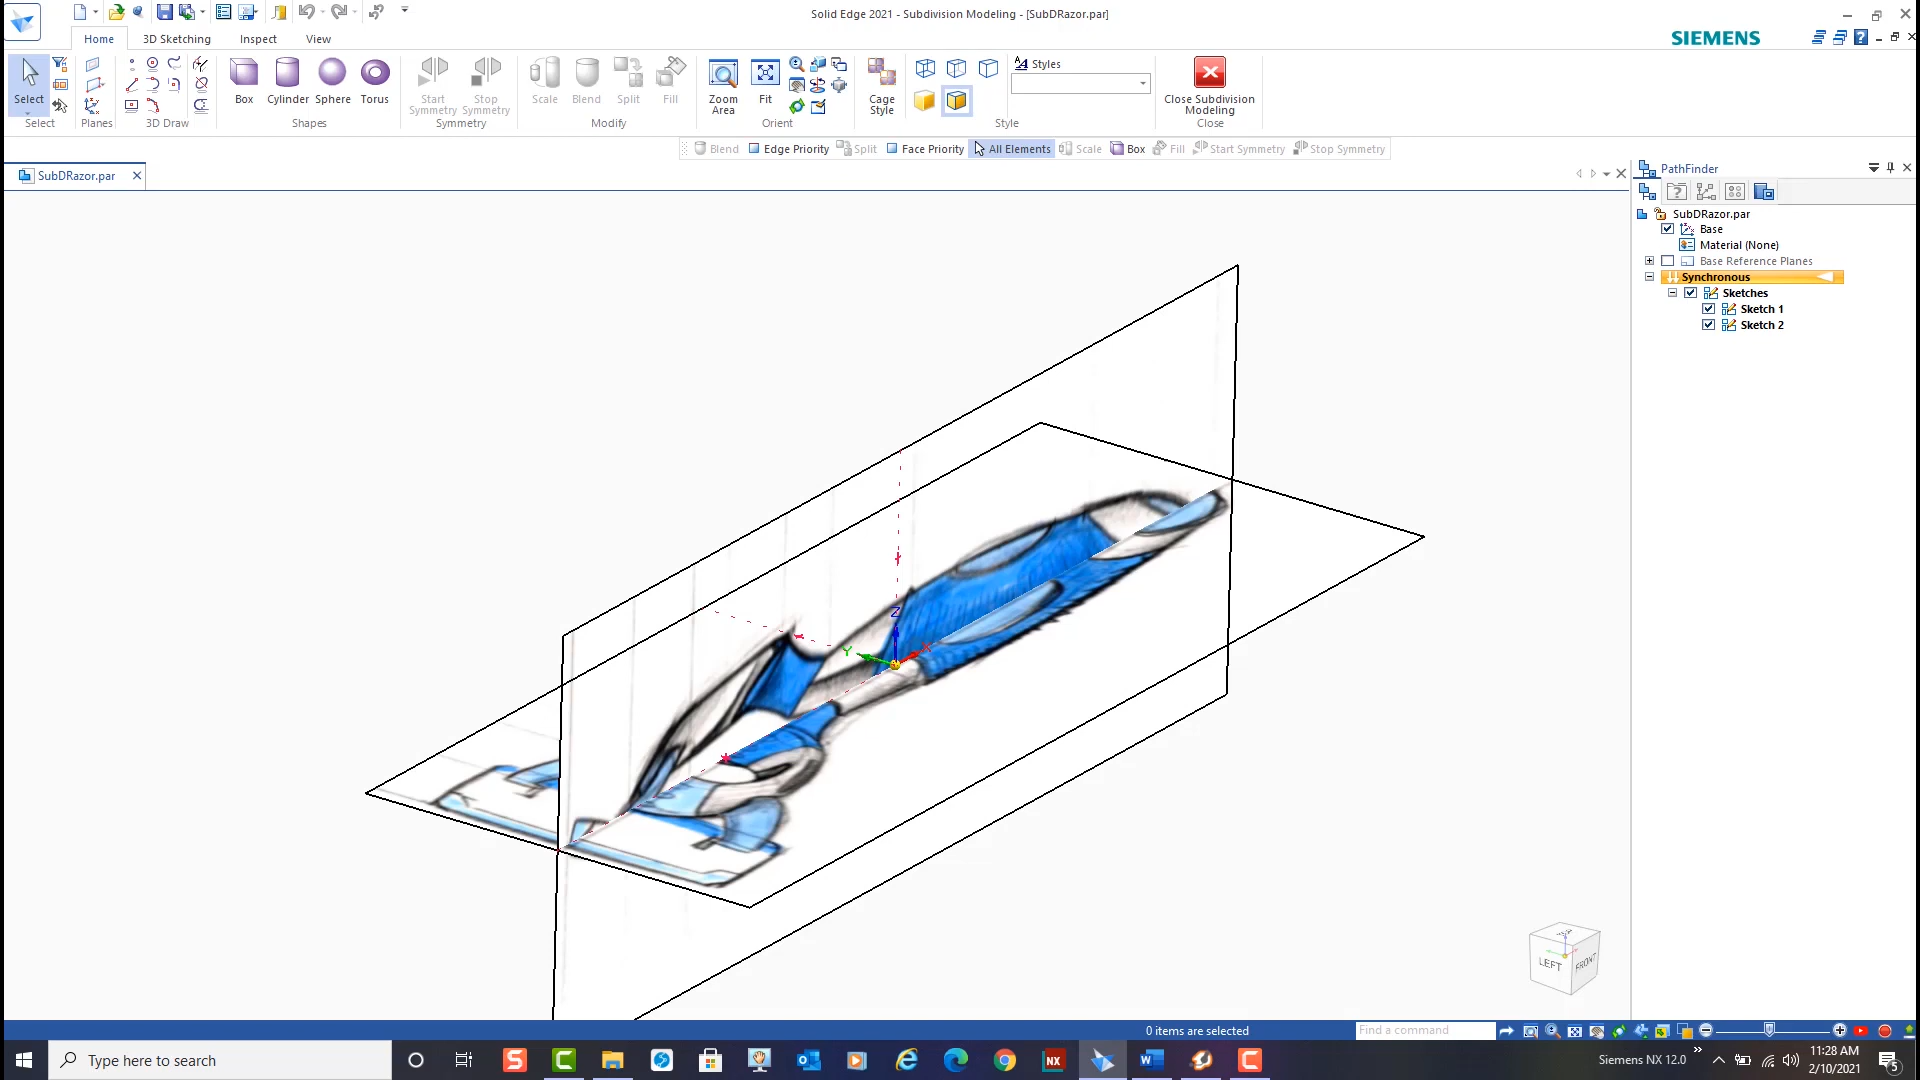 Solid Edge 2021 - Subdivision Modeling - [SubDRazor.par]
Home 3D Sketching Inspect View
SIEMENS
Select
Box Cylinder Sphere Torus
Start Symmetry
Stop Symmetry
Scale Blend Split Fill
Zoom Area
Fit
Cage Style
Styles
Close Subdivision Modeling
Select Planes 3D Draw Shapes Symmetry Modify Orient Style Close
Blend Edge Priority Split Face Priority All Elements Scale Box Fill Start Symmetry Stop Symmetry
SubDRazor.par
PathFinder
SubDRazor.par
Base
Material (None)
Base Reference Planes
Synchronous
Sketches
Sketch 1
Sketch 2
Z
Y
X
LEFT FRONT
0 items are selected
Find a command
Type here to search
Siemens NX 12.0
11:28 AM
2/10/2021
5